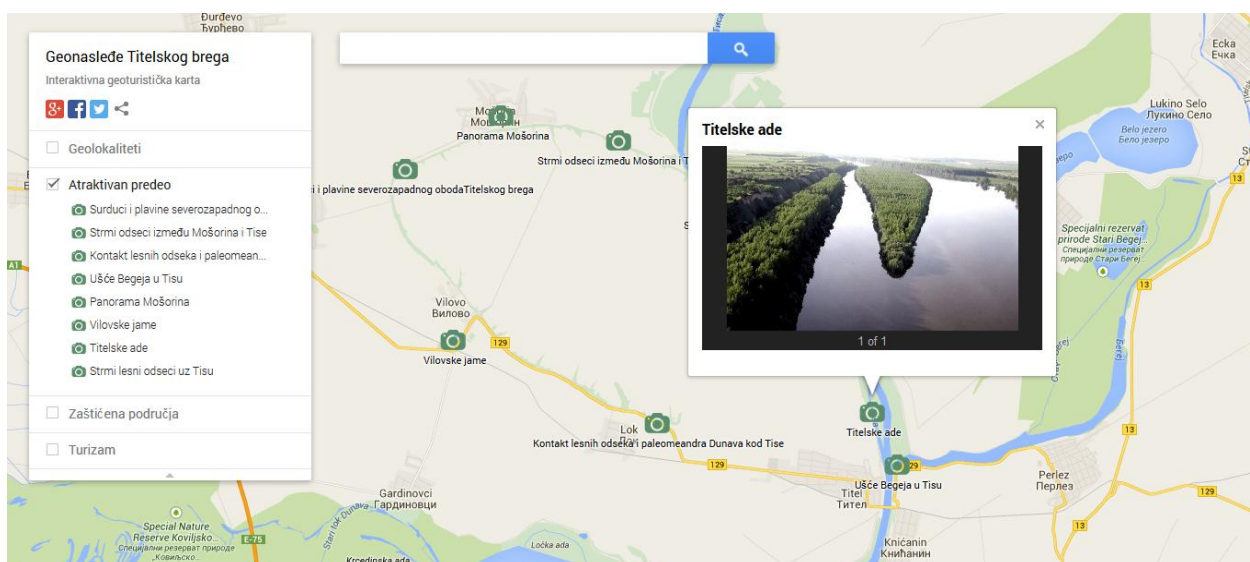 Geonasleđe Titelskog brega
Interaktivna geoturistička karta
Geolokaliteti
Atraktivan predeo
Surduci i plavine severozapadnog o...
Strmi odseci između Mošorina i Tise
Kontakt lesnih odseka i paleomean...
Ušće Begeja u Tisu
Panorama Mošorina
Vilovske jame
Titelske ade
Strmi lesni odseci uz Tisu
Zaštićena područja
Turizam
Đurđevo
Ђурђево
Panorama Mošorina
Strmi odseci između Mošorina i T
i plavine severozapadnog obodaTitelskog brega
Titelske ade
1 of 1
Ecka
Ечка
Lukino Selo
Лукино Село
Belo jezero
Бело језеро
13
Specijalni rezervat
prirode Stari Begej...
Специјални резерват
природе Стари Бегеј...
13
A1
Vilovo
Вилово
129
Vilovske jame
Бегеј
Titelske ade
Lok
Kontakt lesnih odseka i paleomeandra Dunava kod Tise
13
129
29
Ušće Begeja u Tisu
Titel
Тител
Perlez
Перлез
129
Gardinovci
Гардиновци
Stari tok Dunava
13
Special Nature
Reserve Koviljsko...
Специјални резерват природе
„Ковиљско...
E-75
Ločka ada
Krcedinska ada
Knićanin
Книћанин